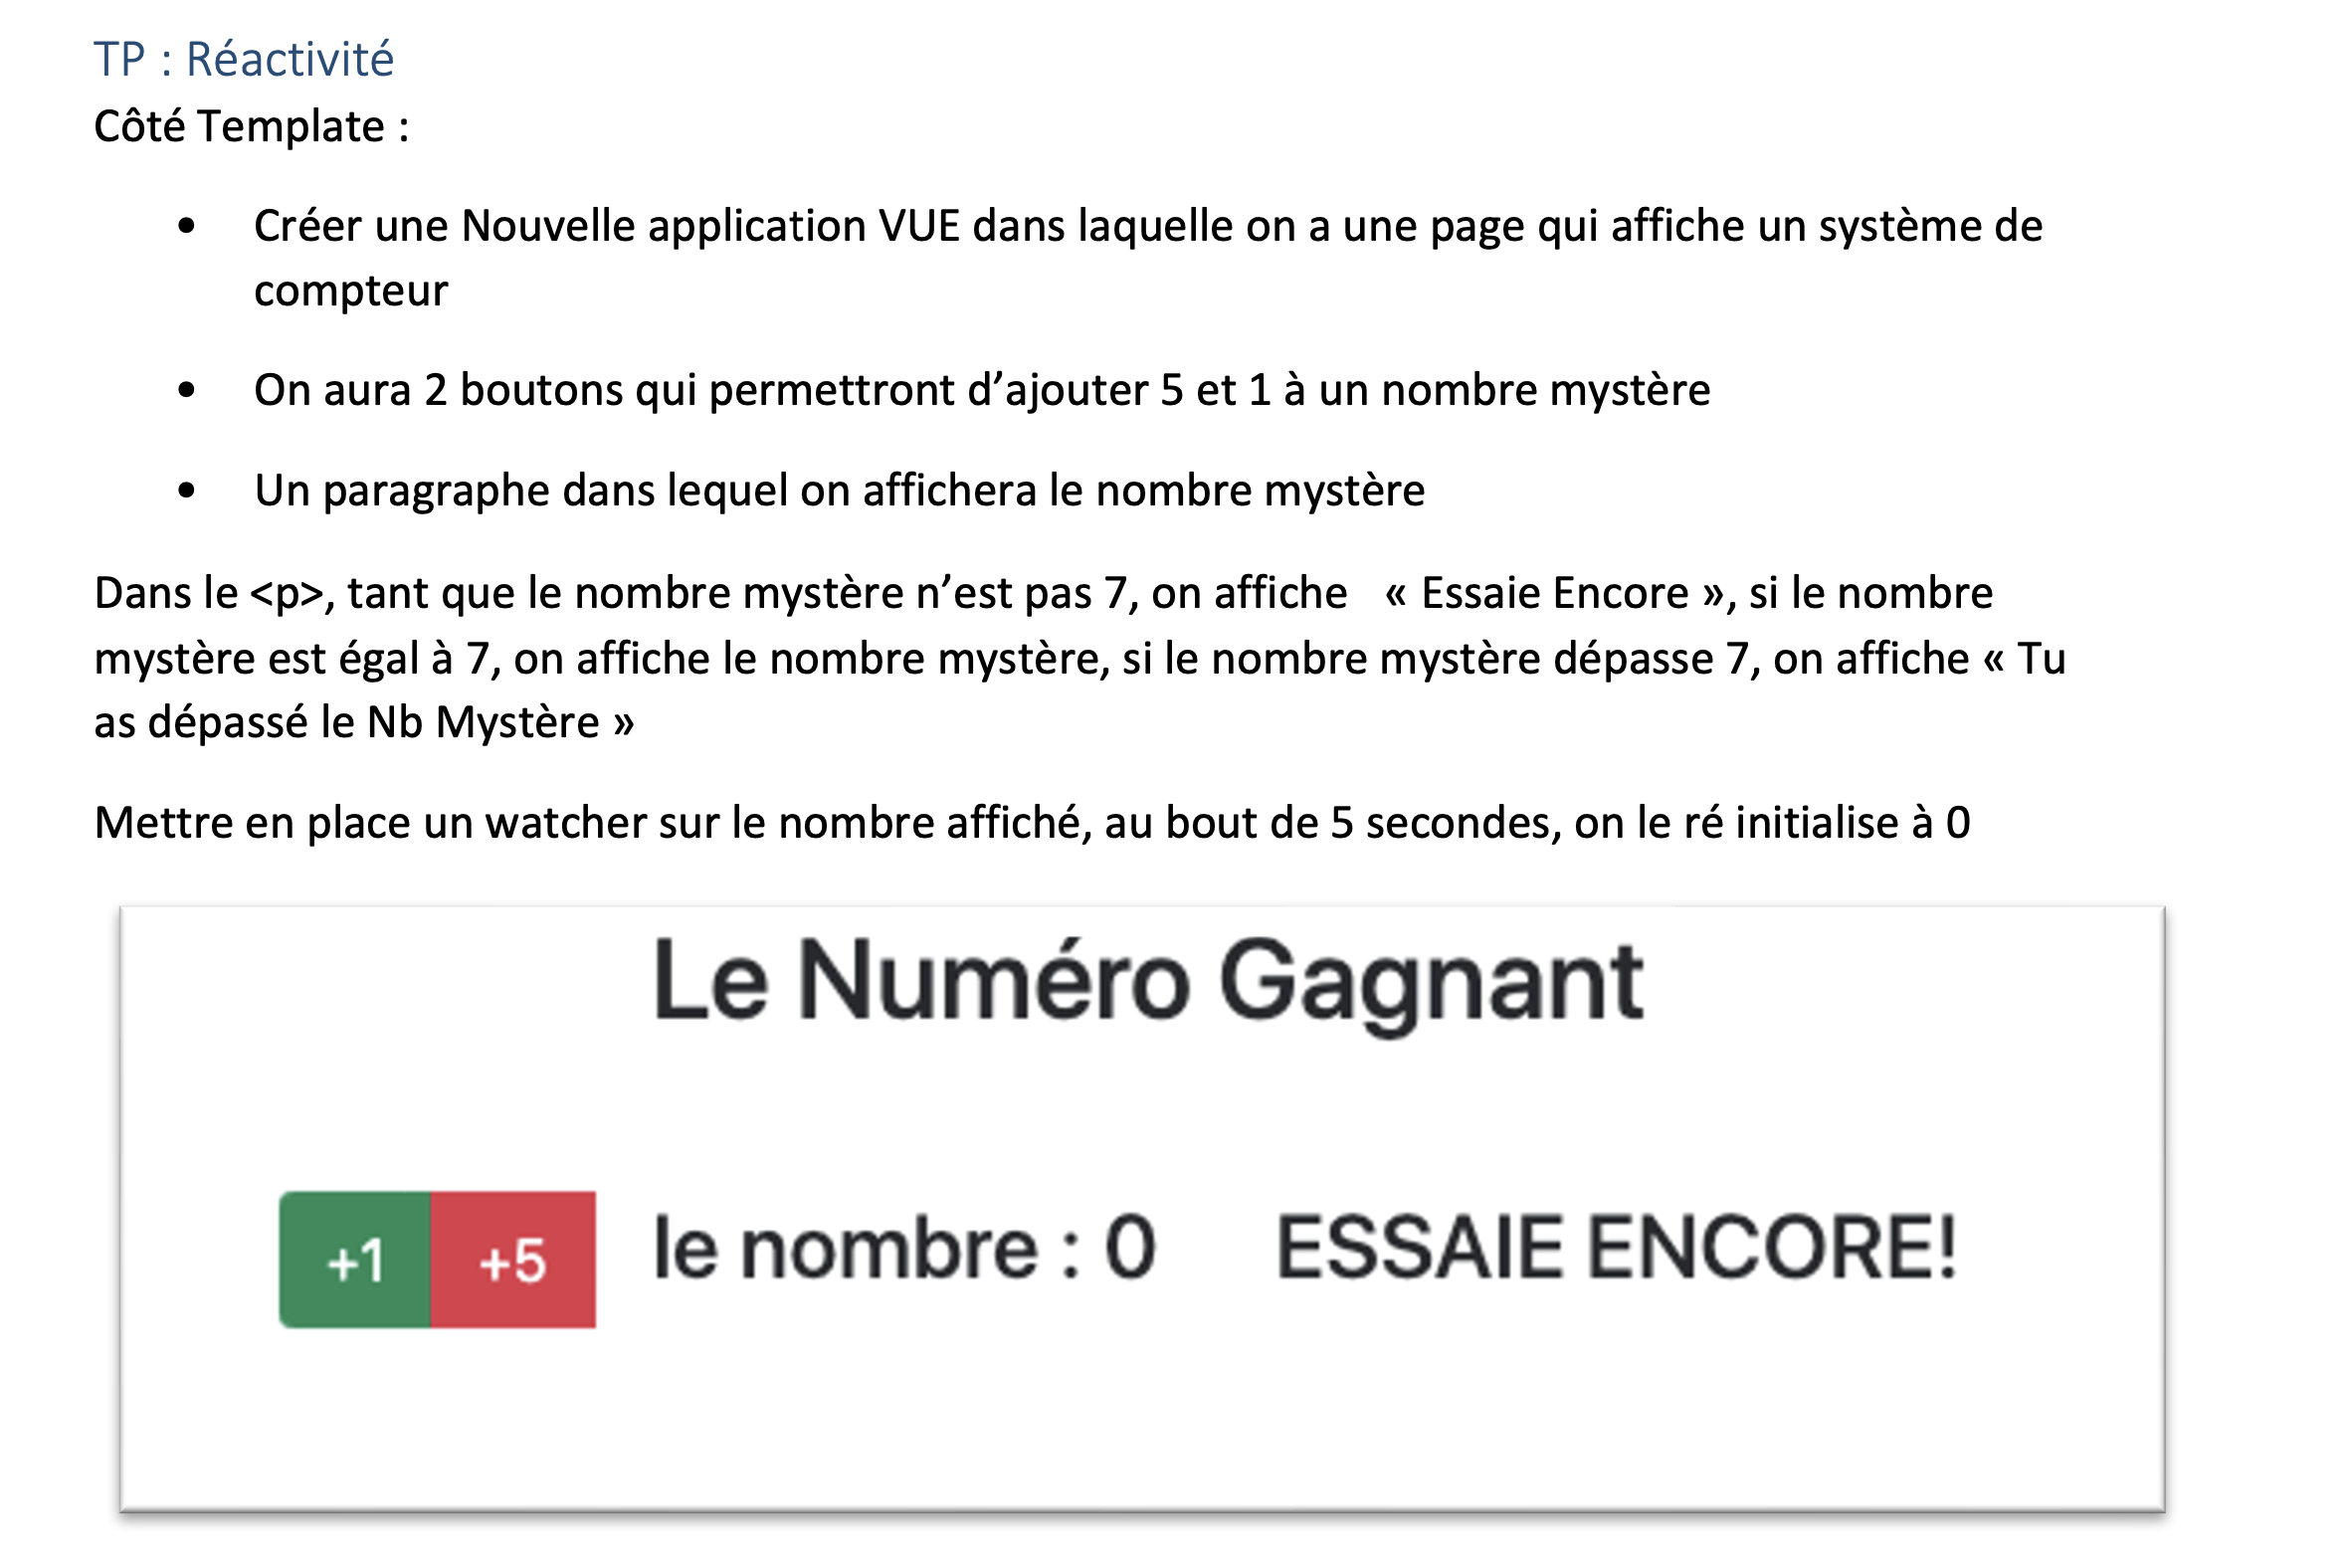 TP : Réactivité
Côté Template :
• Créer une Nouvelle application VUE dans laquelle on a une page qui affiche un système de
compteur
• On aura 2 boutons qui permettront d’ajouter 5 et 1 à un nombre mystère
• Un paragraphe dans lequel on affichera le nombre mystère
Dans le <p>, tant que le nombre mystère n’est pas 7, on affiche « Essaie Encore », si le nombre
mystère est égal à 7, on affiche le nombre mystère, si le nombre mystère dépasse 7, on affiche « Tu
as dépassé le Nb Mystère »
Mettre en place un watcher sur le nombre affiché, au bout de 5 secondes, on le ré initialise à 0
Le Numéro Gagnant
+1 +5 le nombre : 0 ESSAIE ENCORE!